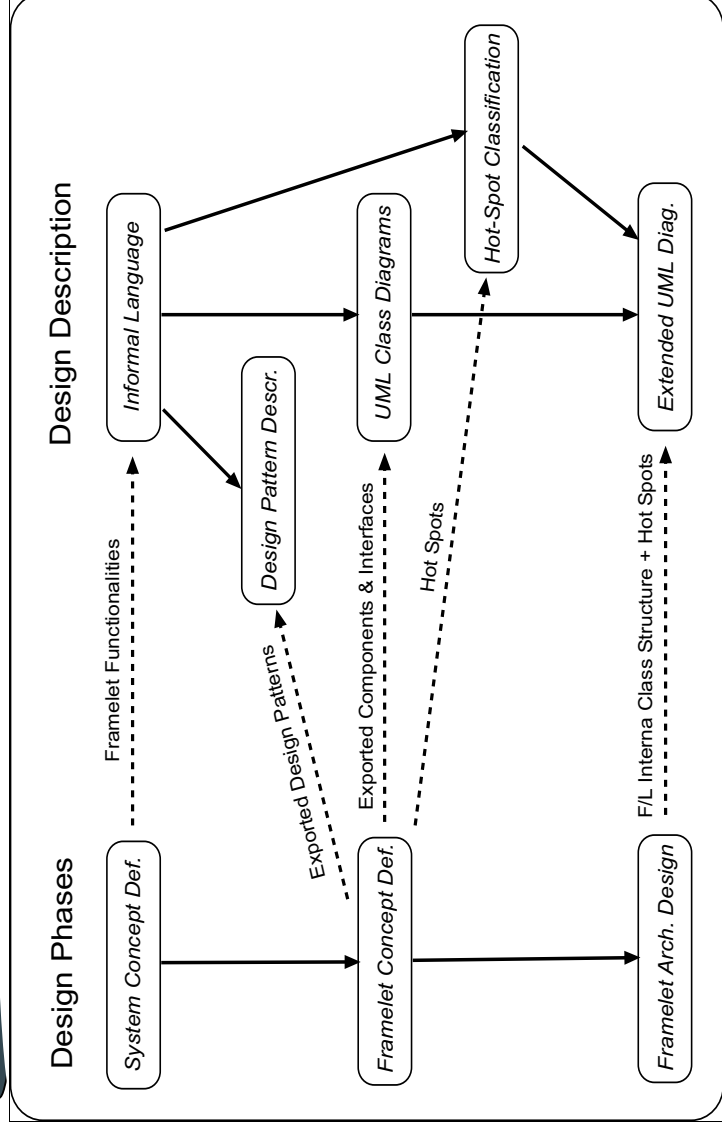 Design Phases
Design Description
System Concept Def.
Framelet Functionalities
Informal Language
Exported Design Patterns
Design Pattern Descr.
Framelet Concept Def.
Exported Components & Interfaces
UML Class Diagrams
Hot Spots
Hot-Spot Classification
Framelet Arch. Design
F/L Interna Class Structure + Hot Spots
Extended UML Diag.